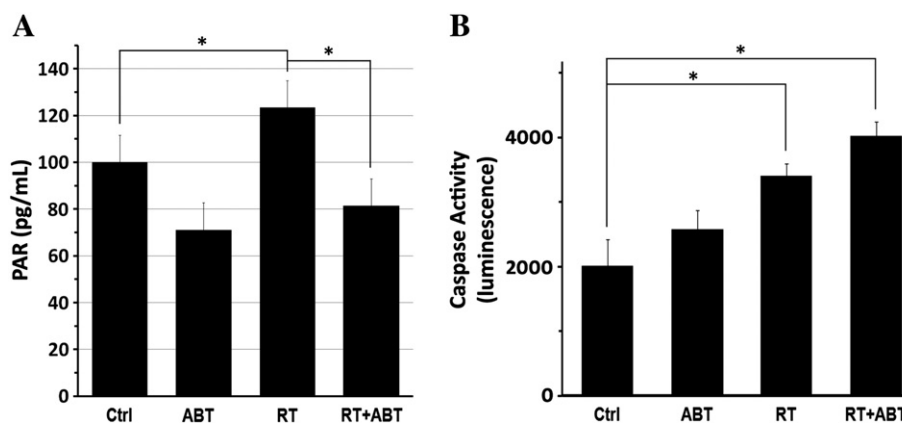 A
*
*
140
120
100
80
60
40
20
0
PAR (pg/mL)
Ctrl ABT RT RT+ABT
B
*
*
4000
2000
0
Caspase Activity
(luminescence)
Ctrl ABT RT RT+ABT